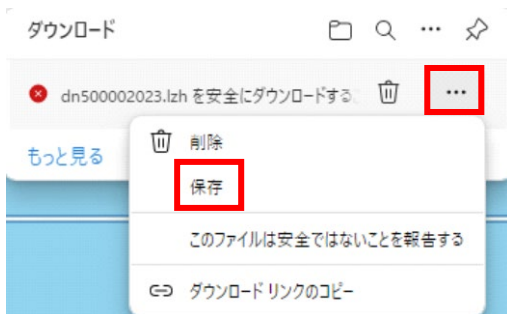 ダウンロード
dn500002023.lzh を安全にダウンロードする
削除
もっと見る
保存
このファイルは安全ではないことを報告する
ダウンロード リンクのコピー